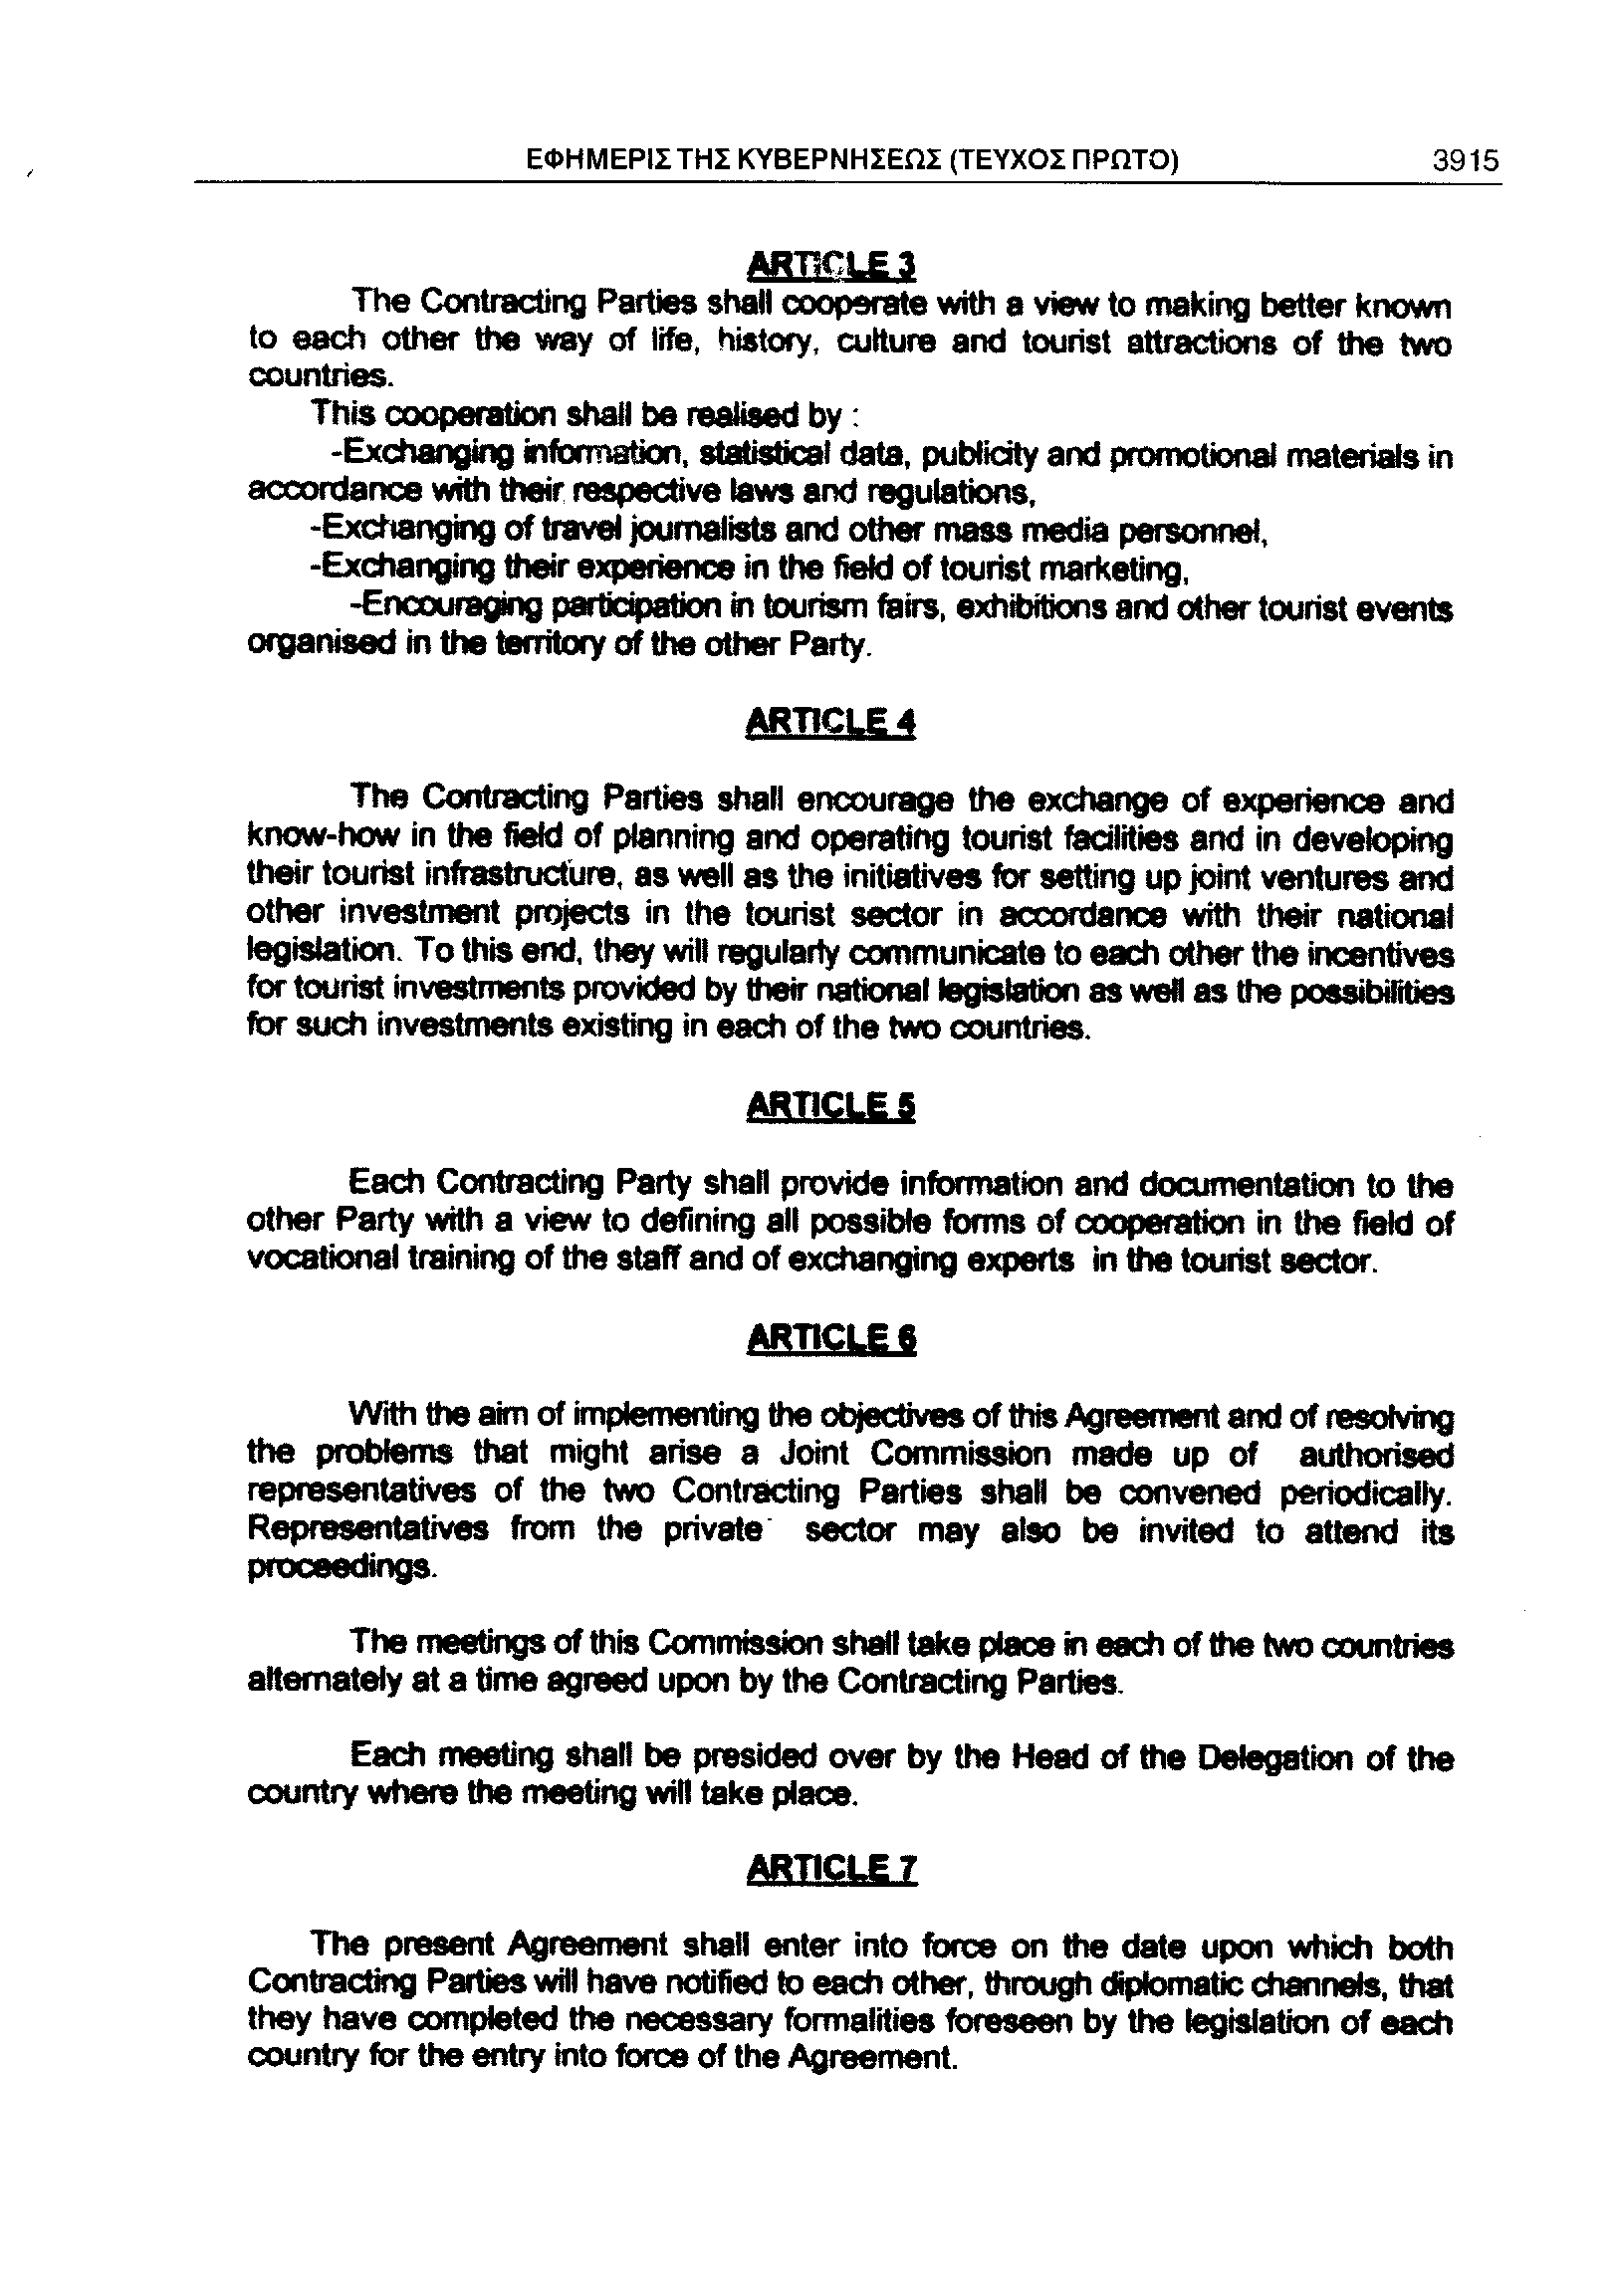 ΕΦΗΜΕΡΙΣ ΤΗΣ ΚΥΒΕΡΝΗΣΕΩΣ (ΤΕΥΧΟΣ ΠΡΩΤΟ) 3915
ARTICLE 3
The Contracting Parties shall cooperate with a view to making better known
to each other the way of life, history, culture and tourist attractions of the two
countries.
This cooperation shall be realised by :
-Exchanging information, statistical data, publicity and promotional materials in
accordance with their respective laws and regulations,
-Exchanging of travel journalists and other mass media personnel,
-Exchanging their experience in the field of tourist marketing,
-Encouraging participation in tourism fairs, exhibitions and other tourist events
organised in the territory of the other Party.
ARTICLE 4
The Contracting Parties shall encourage the exchange of experience and
know-how in the field of planning and operating tourist facilities and in developing
their tourist infrastructure, as well as the initiatives for setting up joint ventures and
other investment projects in the tourist sector in accordance with their national
legislation. To this end, they will regularly communicate to each other the incentives
for tourist investments provided by their national legislation as well as the possibilities
for such investments existing in each of the two countries.
ARTICLE 5
Each Contracting Party shall provide information and documentation to the
other Party with a view to defining all possible forms of cooperation in the field of
vocational training of the staff and of exchanging experts in the tourist sector.
ARTICLE 6
With the aim of implementing the objectives of this Agreement and of resolving
the problems that might arise a Joint Commission made up of authorised
representatives of the two Contracting Parties shall be convened periodically.
Representatives from the private sector may also be invited to attend its
proceedings.
The meetings of this Commission shall take place in each of the two countries
alternately at a time agreed upon by the Contracting Parties.
Each meeting shall be presided over by the Head of the Delegation of the
country where the meeting will take place.
ARTICLE 7
The present Agreement shall enter into force on the date upon which both
Contracting Parties will have notified to each other, through diplomatic channels, that
they have completed the necessary formalities foreseen by the legislation of each
country for the entry into force of the Agreement.